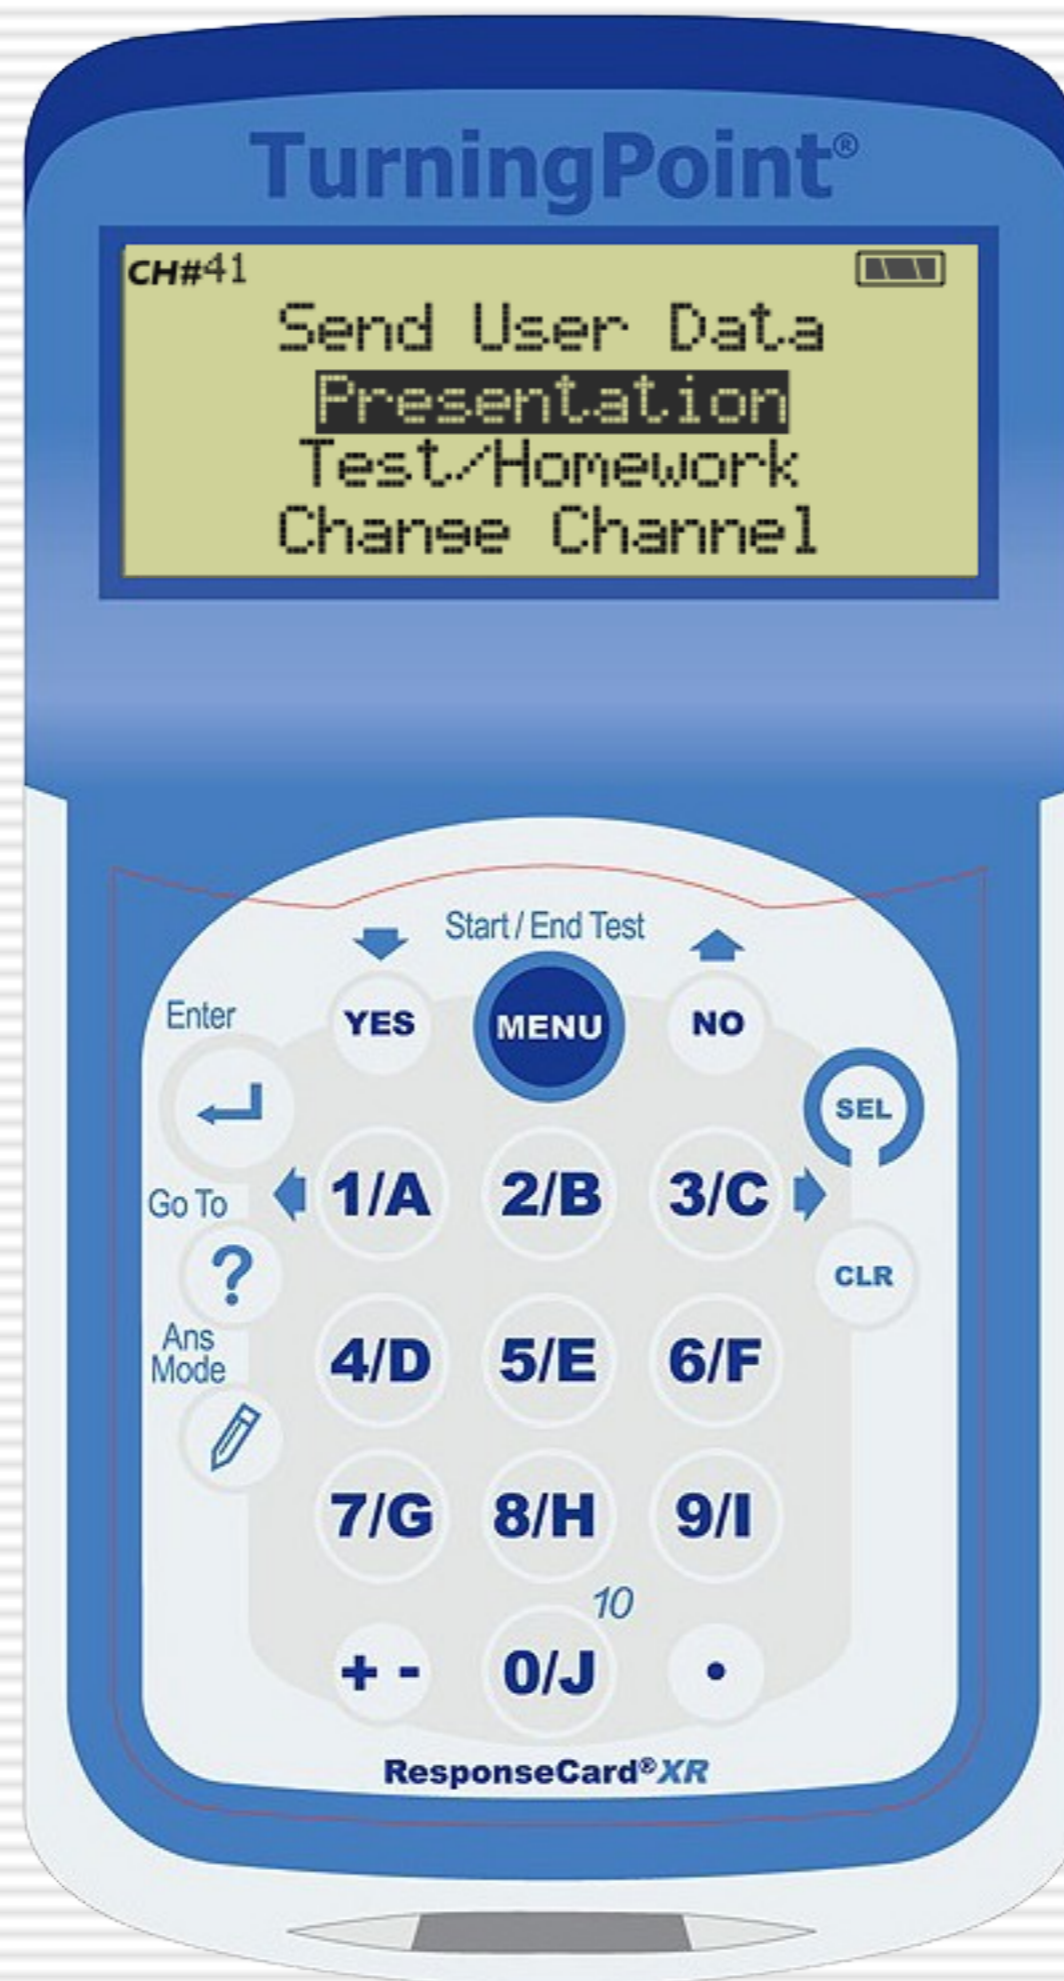 TurningPoint®
CH#41
Send User Data
Presentation
Test/Homework
Change Channel
Start / End Test
Enter
YES
MENU
NO
SEL
Go To
1/A
2/B
3/C
?
CLR
Ans
Mode
4/D
5/E
6/F
7/G
8/H
9/I
10
+ -
0/J
•
ResponseCard®XR